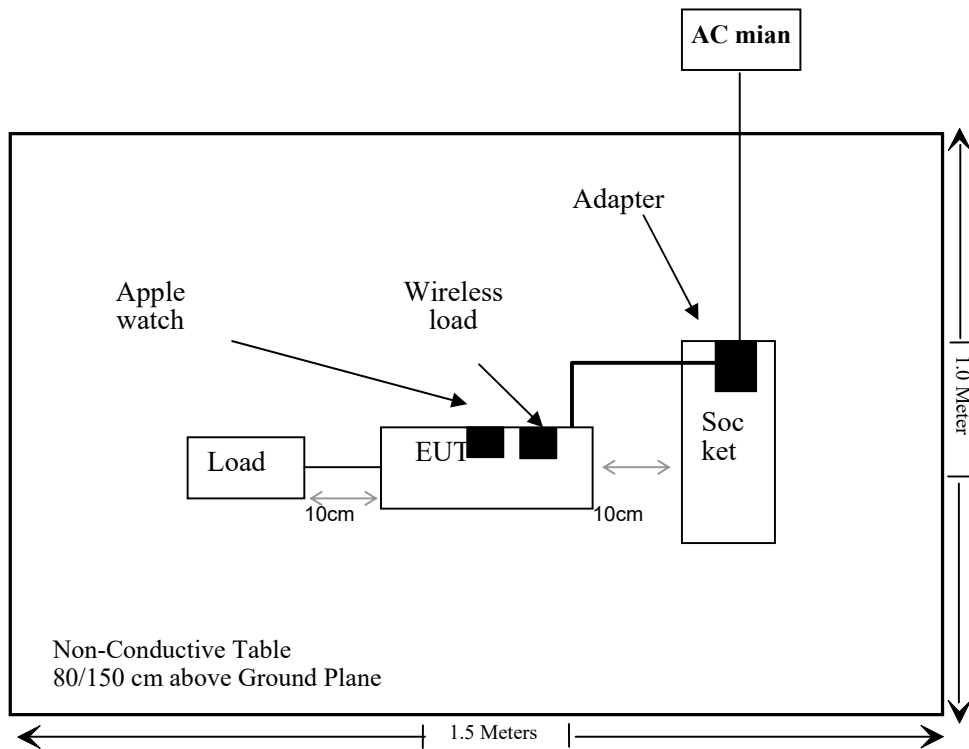 AC mian
Adapter
Apple
watch
Wireless
load
1.0 Meter
Soc
ket
EUT
Load
10cm
10cm
Non-Conductive Table
80/150 cm above Ground Plane
1.5 Meters